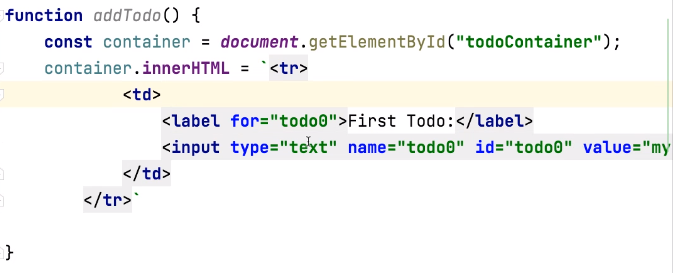 function addTodo() {
const container = document.getElementById("todoContainer");
container.innerHTML = `<tr>
<td>
<label for="todo0">First Todo:</label>
<input type="text" name="todo0" id="todo0" value="my
</td>
</tr>`
}